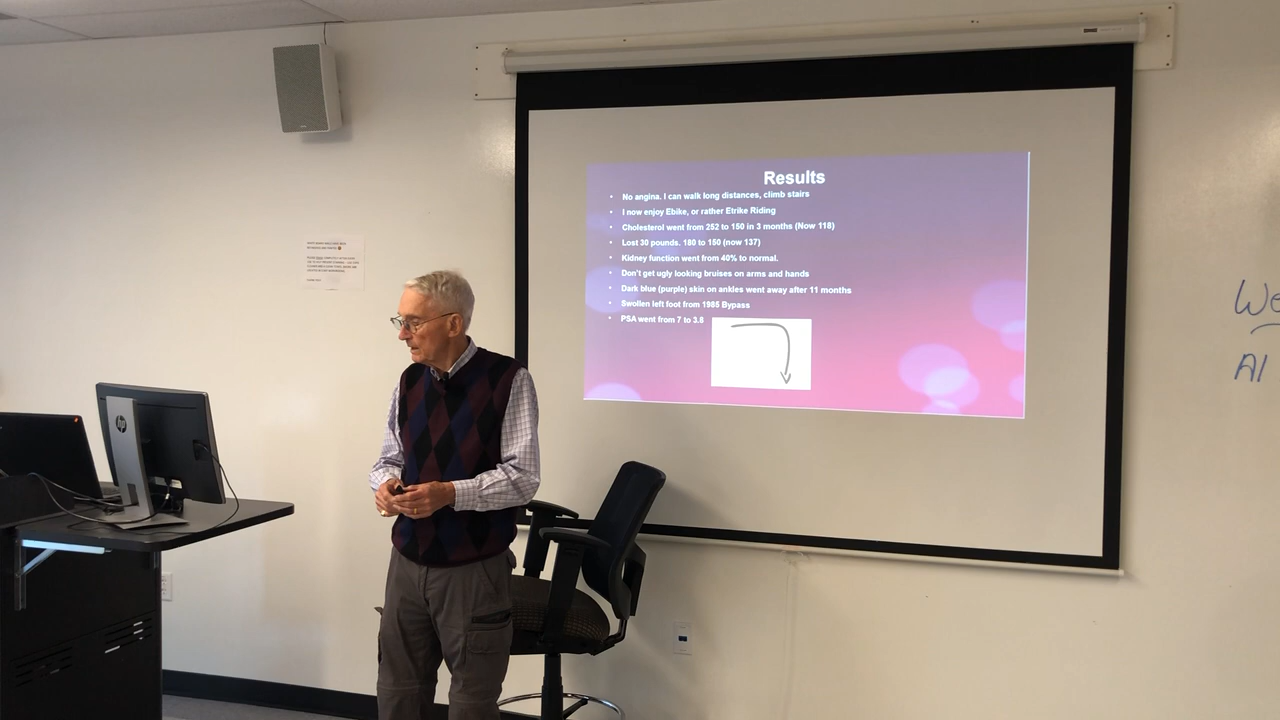 Results
• No angina. I can walk long distances, climb stairs
• I now enjoy Ebike, or rather Etrike Riding
• Cholesterol went from 252 to 150 in 3 months (Now 118)
• Lost 30 pounds. 180 to 150 (now 137)
• Kidney function went from 40% to normal.
• Don't get ugly looking bruises on arms and hands
• Dark blue (purple) skin on ankles went away after 11 months
• Swollen left foot from 1985 Bypass
• PSA went from 7 to 3.8
We
AI
hp